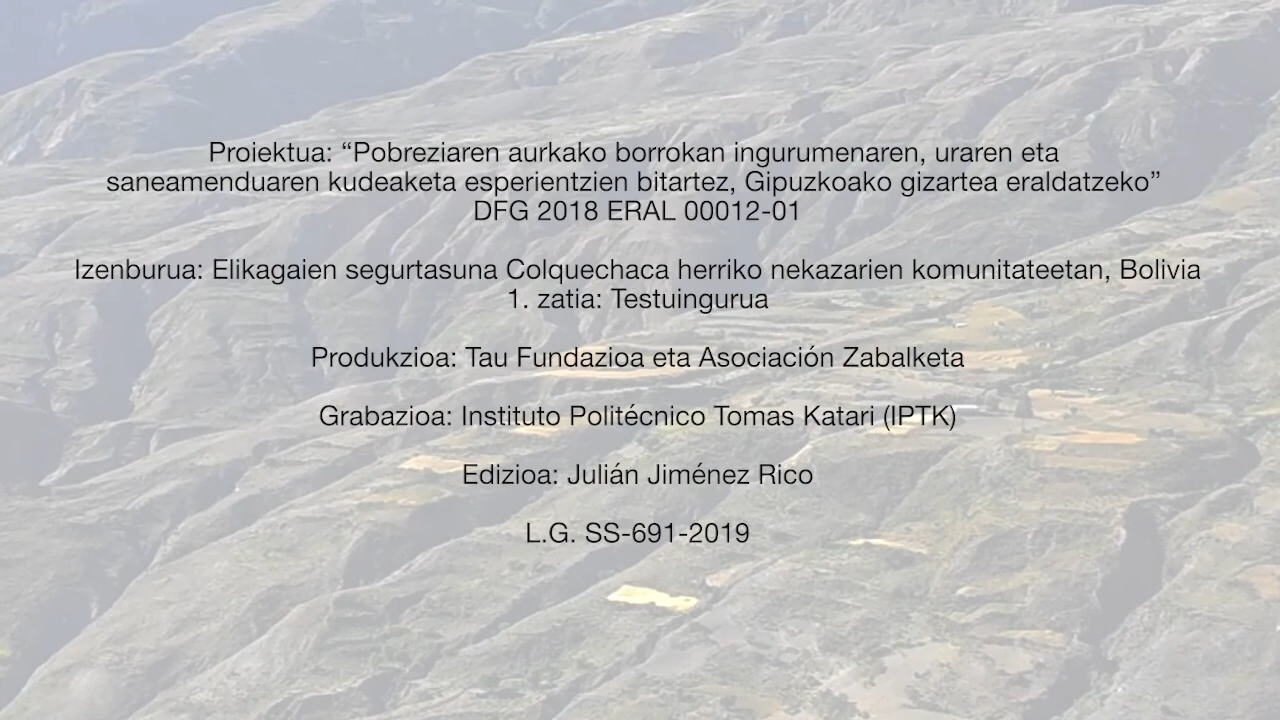 Proiektua: “Pobreziaren aurkako borrokan ingurumenaren, uraren eta
saneamenduaren kudeaketa esperientzien bitartez, Gipuzkoako gizartea eraldatzeko”
DFG 2018 ERAL 00012-01
Izenburua: Elikagaien segurtasuna Colquechaca herriko nekazarien komunitateetan, Bolivia
1. zatia: Testuingurua
Produkzioa: Tau Fundazioa eta Asociación Zabalketa
Grabazioa: Instituto Politécnico Tomas Katari (IPTK)
Edizioa: Julián Jiménez Rico
L.G. SS-691-2019